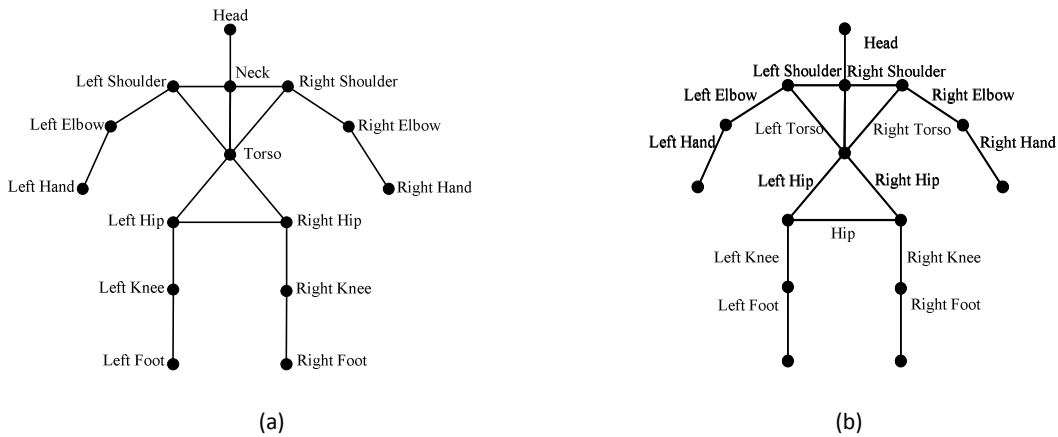 Head
Left Shoulder
Neck
Right Shoulder
Left Elbow
Right Elbow
Torso
Left Hand
Right Hand
Left Hip
Right Hip
Left Knee
Right Knee
Left Foot
Right Foot
(a)
Head
Left Shoulder
Right Shoulder
Left Elbow
Right Elbow
Left Torso
Right Torso
Left Hand
Right Hand
Left Hip
Right Hip
Hip
Left Knee
Right Knee
Left Foot
Right Foot
(b)